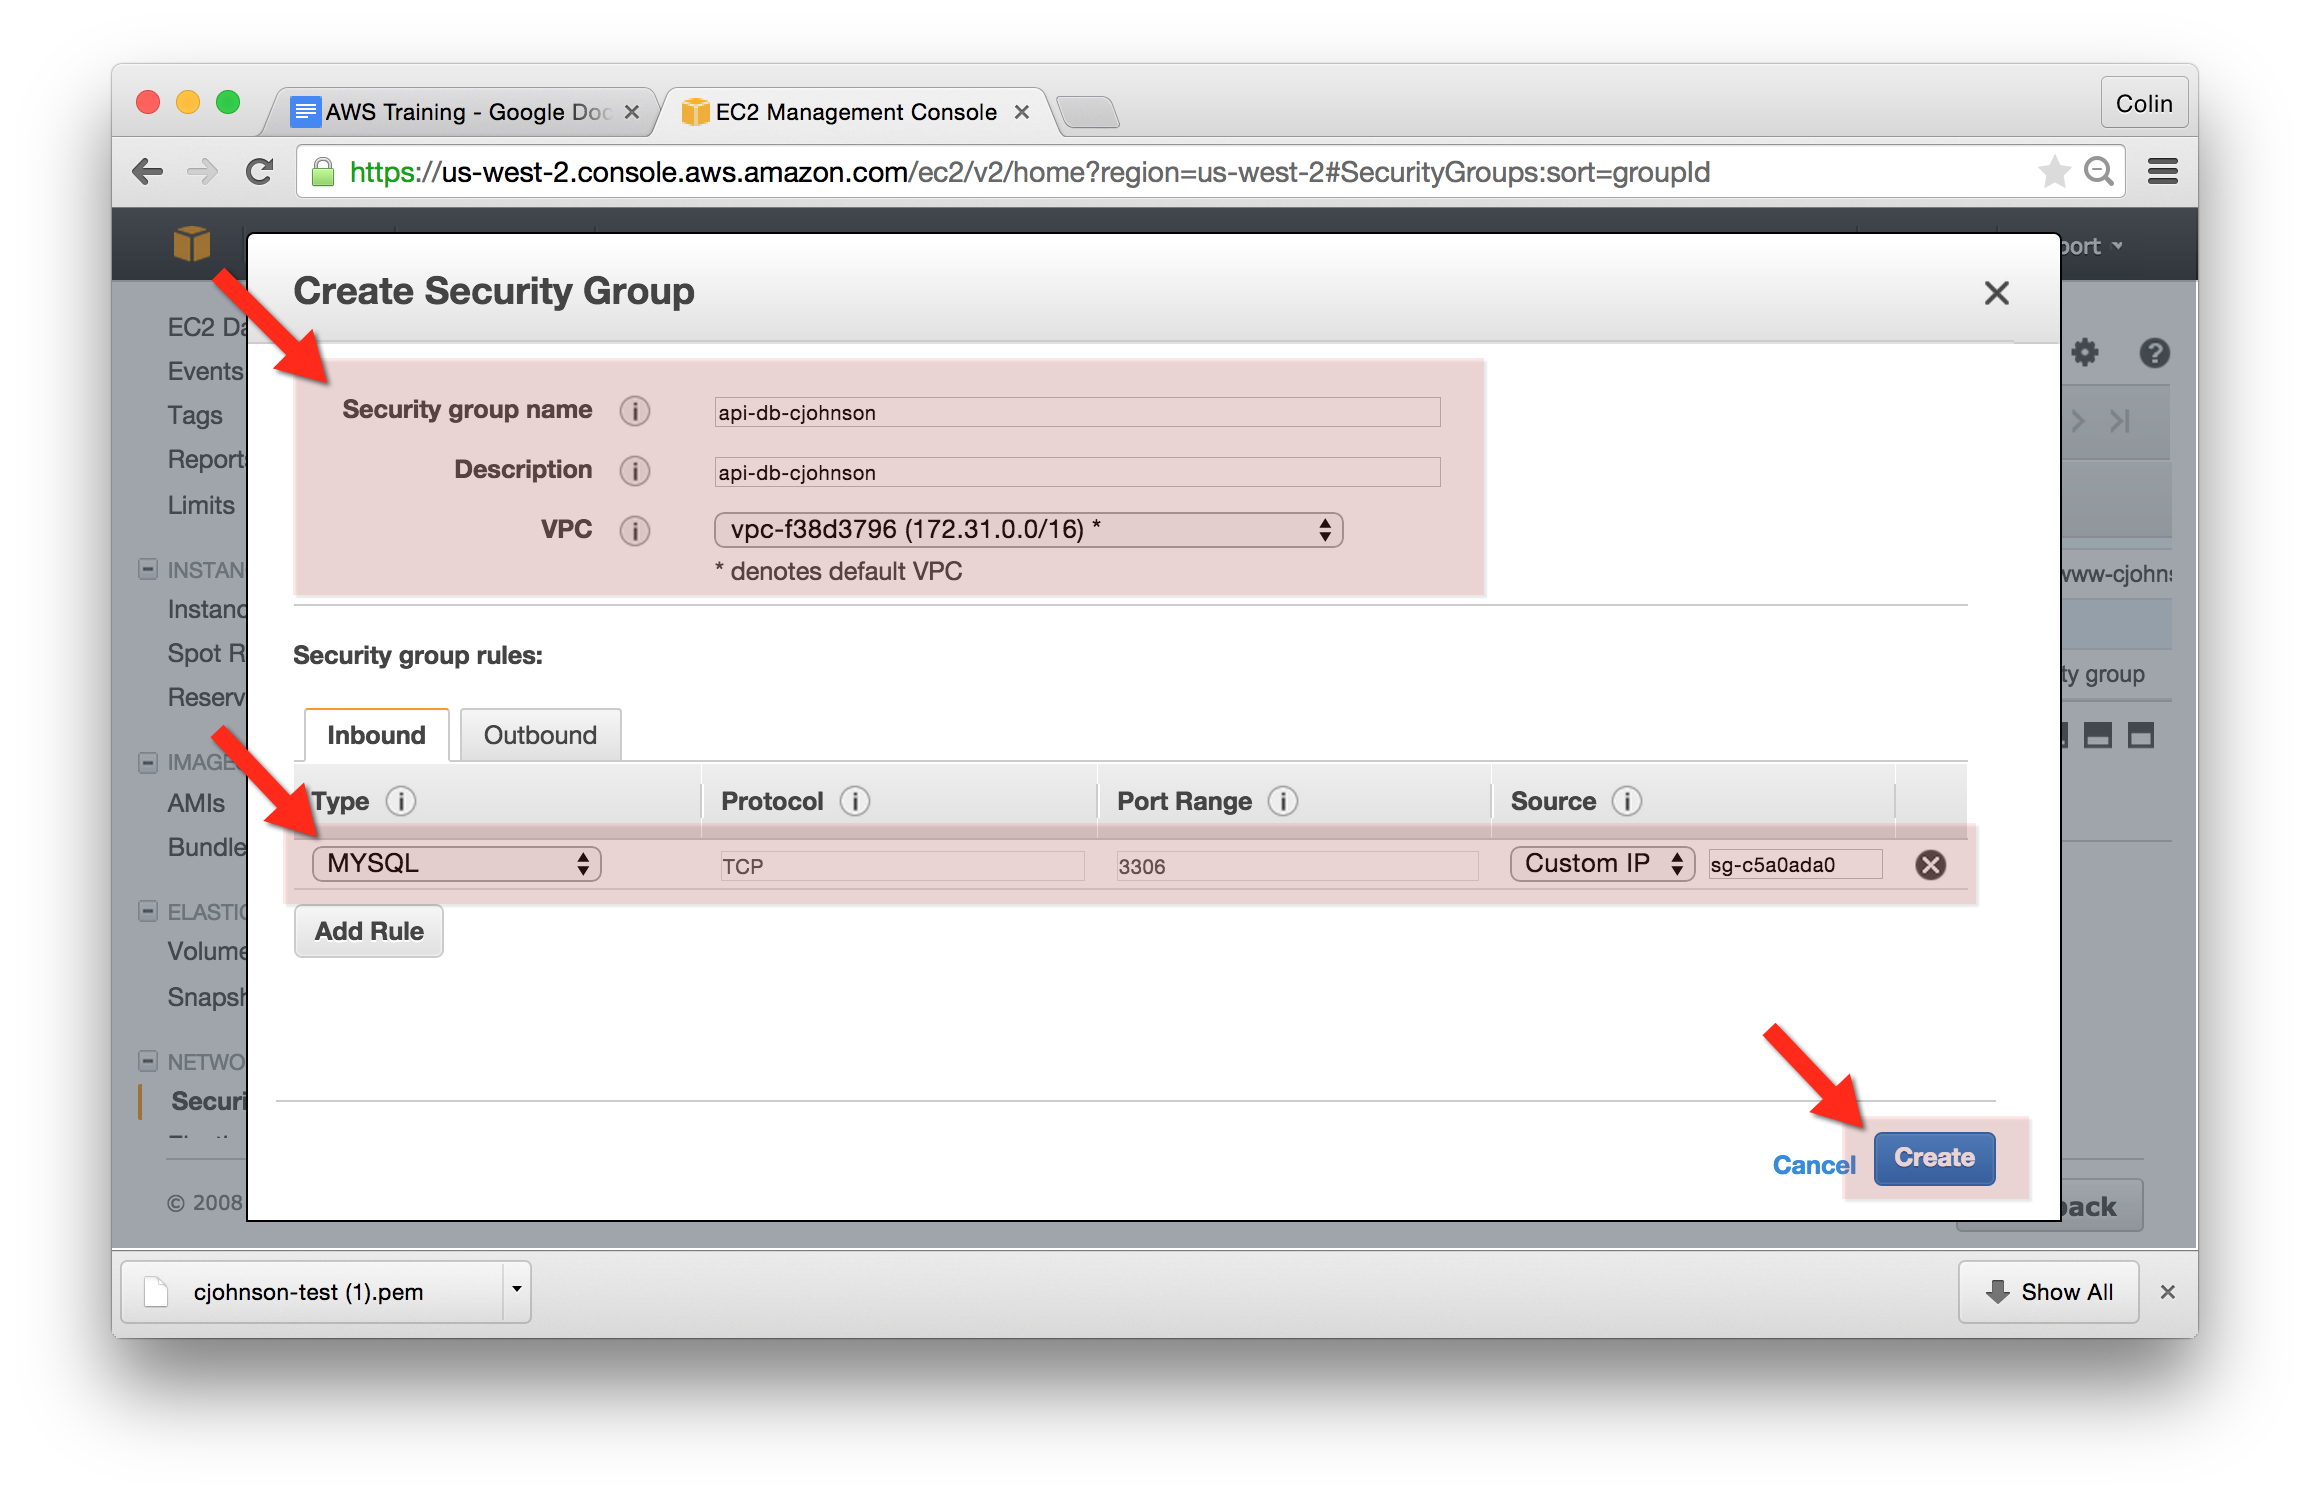 AWS Training - Google Doc
EC2 Management Console
Colin
https://us-west-2.console.aws.amazon.com/ec2/v2/home?region=us-west-2#SecurityGroups:sort=groupId
port
Create Security Group
EC2 Da
Events
Tags
Reports
Limits
INSTAN
Instanc
Spot R
Reserv
IMAGE
AMIs
Bundle
ELASTIC
Volume
Snapsh
NETWO
Securi
© 2008
Security group name
api-db-cjohnson
Description
api-db-cjohnson
VPC
vpc-f38d3796 (172.31.0.0/16) *
* denotes default VPC
www-cjohns
ty group
Security group rules:
Inbound
Outbound
Type
Protocol
Port Range
Source
MYSQL
TCP
3306
Custom IP
sg-c5a0ada0
Add Rule
Cancel
Create
back
cjohnson-test (1).pem
Show All